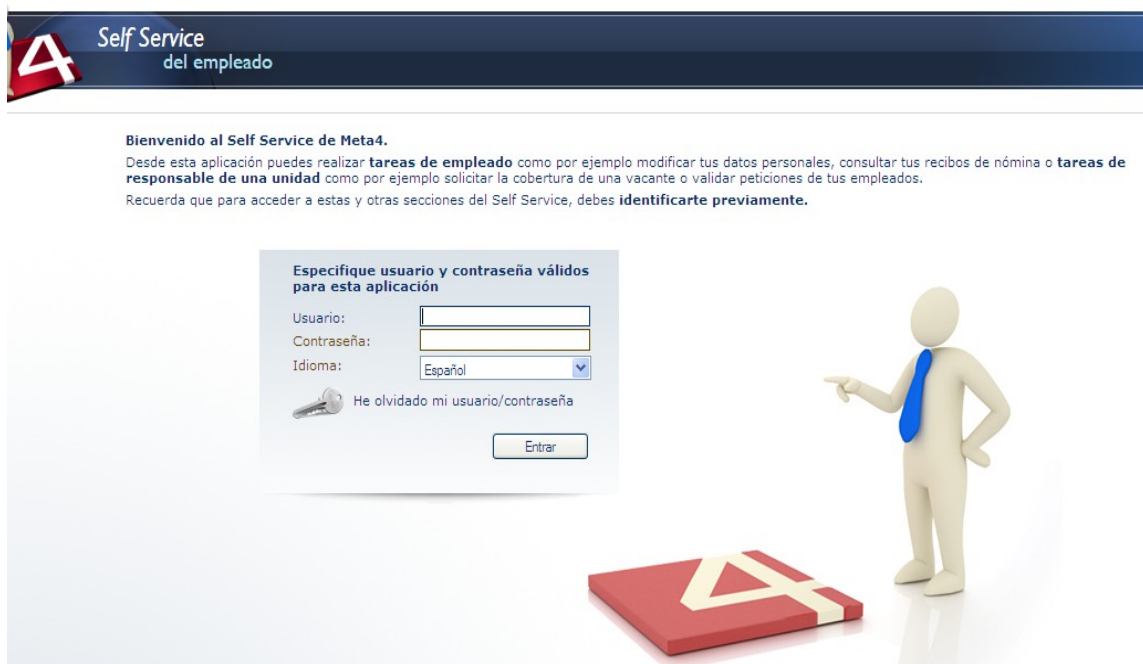 4 Self Service
del empleado
Bienvenido al Self Service de Meta4.
Desde esta aplicación puedes realizar tareas de empleado como por ejemplo modificar tus datos personales, consultar tus recibos de nómina o tareas de
responsable de una unidad como por ejemplo solicitar la cobertura de una vacante o validar peticiones de tus empleados.
Recuerda que para acceder a estas y otras secciones del Self Service, debes identificarte previamente.
Especifique usuario y contraseña válidos
para esta aplicación
Usuario:
Contraseña:
Idioma: Español
He olvidado mi usuario/contraseña
Entrar
4